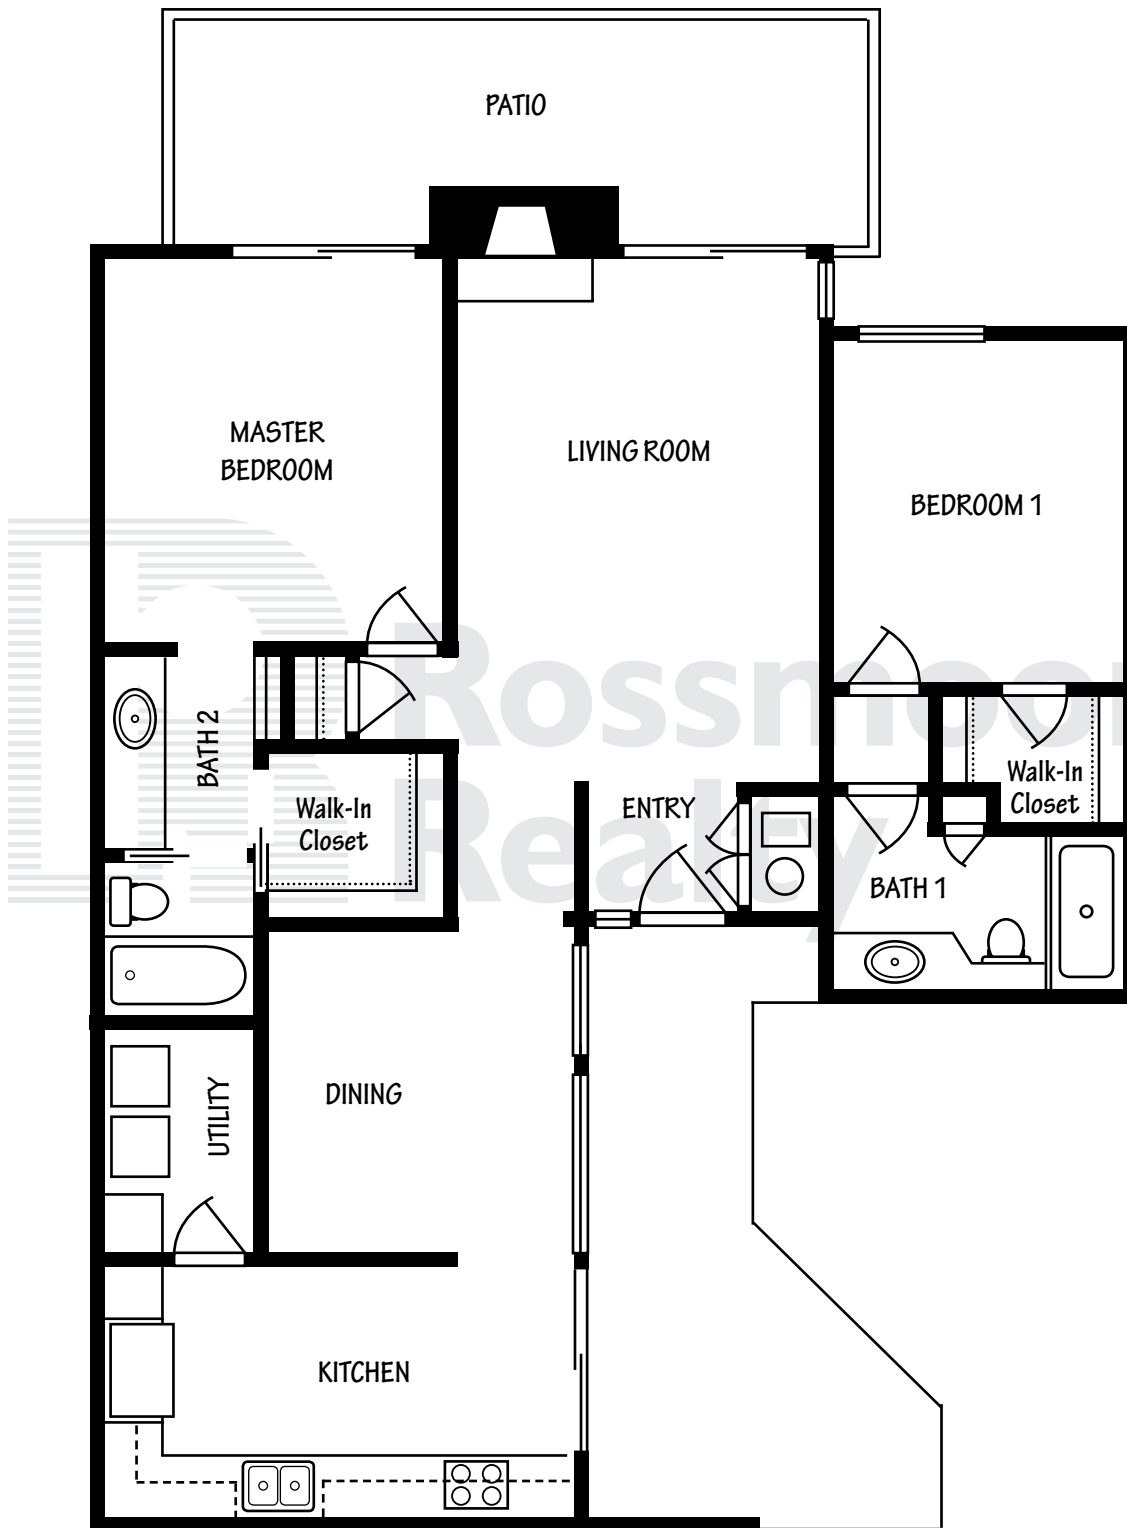 PATIO
MASTER
BEDROOM
LIVING ROOM
BEDROOM 1
Rossmoor
Realty
BATH 2
Walk-In
Closet
ENTRY
Walk-In
Closet
BATH 1
DINING
UTILITY
KITCHEN